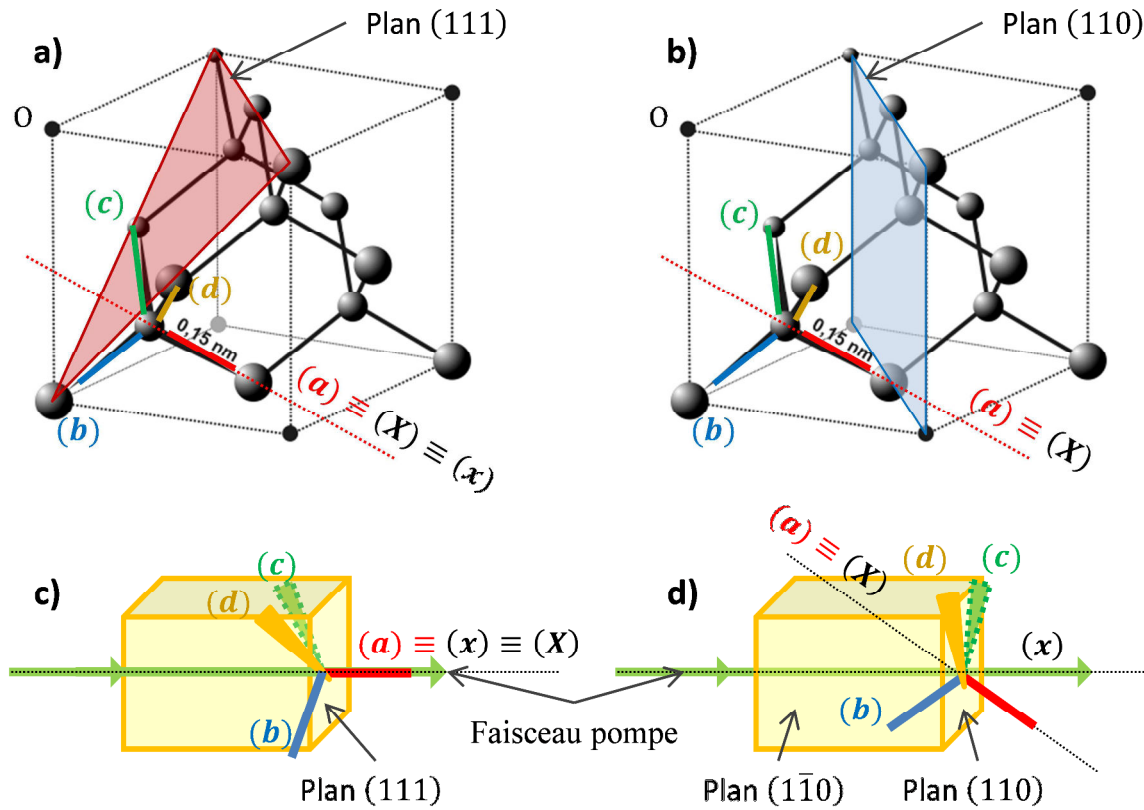 a)
Plan (111)
O
(c)
(d)
0,15 nm
(b)
(a) ≡ (X) ≡ (x)
b)
Plan (110)
O
(c)
(d)
0,15 nm
(b)
(a) ≡ (X)
c)
(c)
(d)
(a) ≡ (x) ≡ (X)
(b)
Plan (111)
Faisceau pompe
d)
(a) ≡ (X)
(d)
(c)
(x)
(b)
Plan (11̅0)
Plan (110)